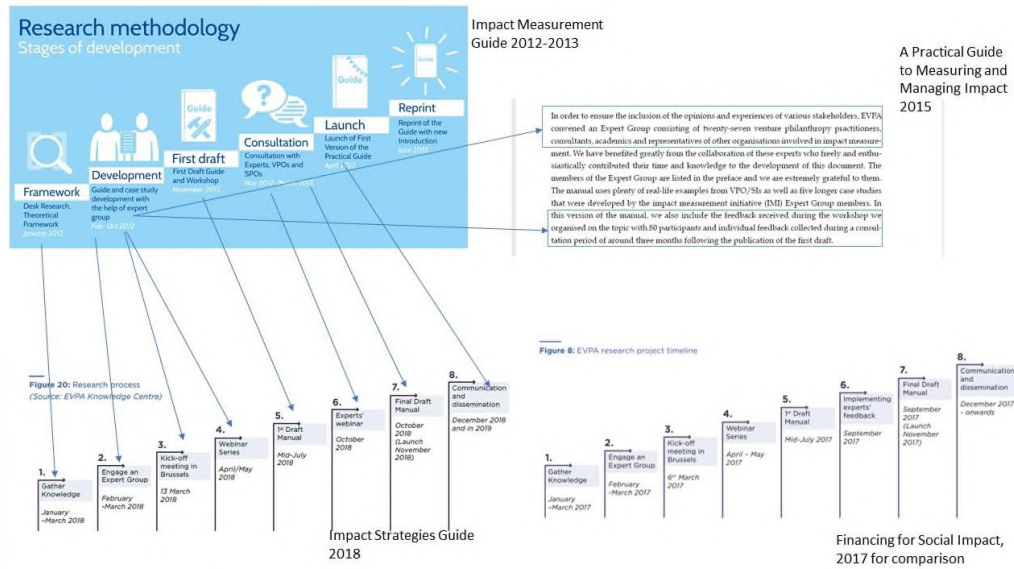 Research methodology
Stages of development
Guide
Guide
Guide
Reprint
Reprint of the
Guide with new
Introduction
June 2015
Launch
Launch of First
Version of the
Practical Guide
April 2013
Consultation
Consultation with
Experts, VPOs and
SPOs
First draft
First Draft Guide
and Workshop
November 2012
Development
Guide and case study
development with
the help of expert
group
Feb- Oct 2012
Framework
Desk Research,
Theoretical
Framework
January 2012
Impact Measurement
Guide 2012-2013
A Practical Guide
to Measuring and
Managing Impact
2015
In order to ensure the inclusion of the opinions and experiences of various stakeholders, EVPA
convened an Expert Group consisting of twenty-seven venture philanthropy practitioners,
consultants, academics and representatives of other organisations involved in impact measure-
ment. We have benefited greatly from the collaboration of these experts who freely and enthu-
siastically contributed their time and knowledge to the development of this document. The
members of the Expert Group are listed in the preface and we are extremely grateful to them.
The manual uses plenty of real-life examples from VPO/SIs as well as five longer case studies
that were developed by the impact measurement initiative (IMI) Expert Group members. In
this version of the manual, we also include the feedback received during the workshop we
organised on the topic with 80 participants and individual feedback collected during a consul-
tation period of around three months following the publication of the first draft.
Figure 20: Research process
(Source: EVPA Knowledge Centre)
1.
Gather
Knowledge
January
-March 2018
2.
Engage an
Expert Group
February
-March 2018
3.
Kick-off
meeting in
Brussels
13 March
2018
4.
Webinar
Series
April/May
2018
5.
1st Draft
Manual
Mid-July
2018
6.
Experts'
webinar
October
2018
7.
Final Draft
Manual
October
2018
(Launch
November
2018)
8.
Communication
and
dissemination
December 2018
and in 2019
Impact Strategies Guide
2018
Figure 8: EVPA research project timeline
1.
Gather
Knowledge
January
-March 2017
2.
Engage an
Expert Group
February
-March 2017
3.
Kick-off
meeting in
Brussels
6th March
2017
4.
Webinar
Series
April - May
2017
5.
1st Draft
Manual
Mid-July 2017
6.
Implementing
experts'
feedback
September
2017
7.
Final Draft
Manual
September
2017
(Launch
November
2017)
8.
Communication
and
dissemination
December 2017
- onwards
Financing for Social Impact,
2017 for comparison